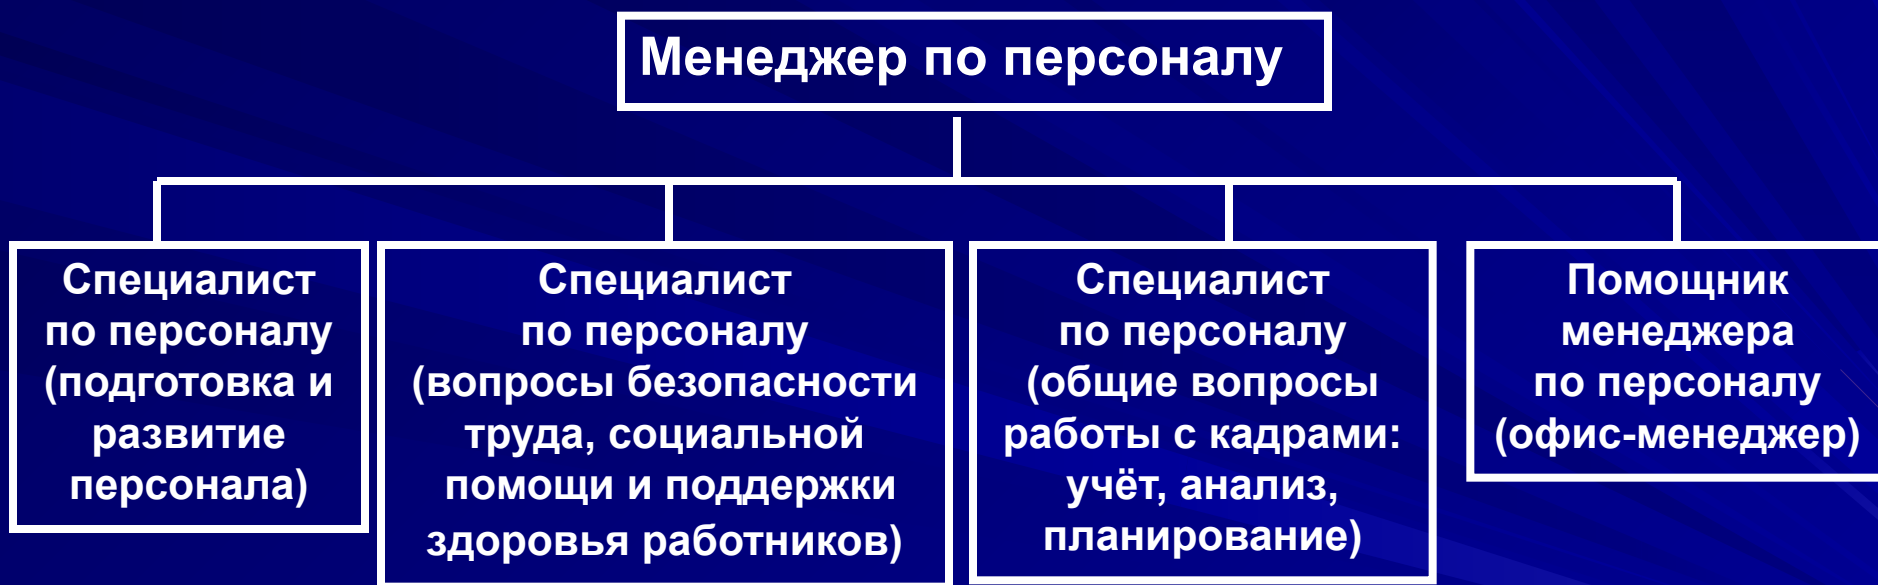 Менеджер по персоналу
Специалист
по персоналу
(подготовка и
развитие
персонала)
Специалист
по персоналу
(вопросы безопасности
труда, социальной
помощи и поддержки
здоровья работников)
Специалист
по персоналу
(общие вопросы
работы с кадрами:
учёт, анализ,
планирование)
Помощник
менеджера
по персоналу
(офис-менеджер)